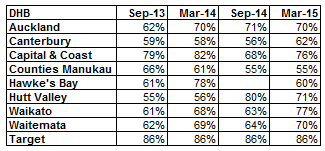 DHB Sep-13 Mar-14 Sep-14 Mar-15
Auckland 62% 70% 71% 70%
Canterbury 59% 58% 56% 62%
Capital & Coast 79% 82% 68% 76%
Counties Manukau 66% 61% 55% 55%
Hawke's Bay 61% 78% 60%
Hutt Valley 55% 56% 80% 71%
Waikato 61% 68% 63% 77%
Waitemata 62% 69% 64% 70%
Target 86% 86% 86% 86%